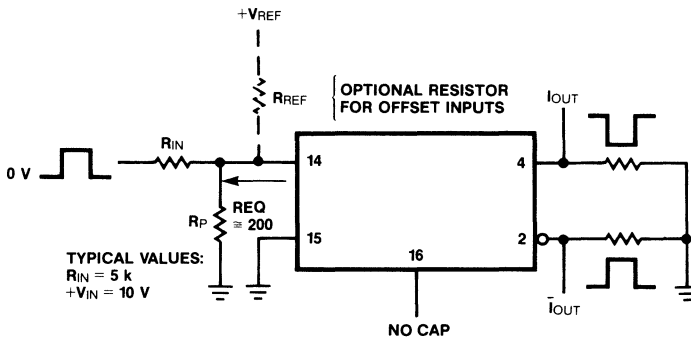 +VREF
RREF
OPTIONAL RESISTOR
FOR OFFSET INPUTS
IOUT
RIN
0 V
14
4
RP
REQ
≅ 200
15
2
16
TYPICAL VALUES:
RIN = 5 k
+VIN = 10 V
I̅OUT
NO CAP